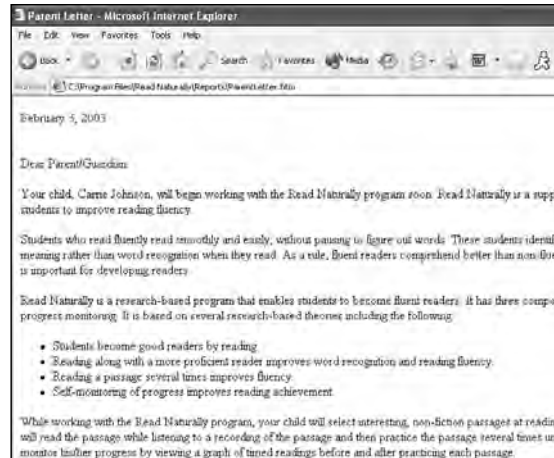 Parent Letter - Microsoft Internet Explorer
File Edit View Favorites Tools Help
Back Search Favorites Media
C:\Program Files\Read Naturally\Reports\ParentLetter.htm
February 5, 2003
Dear Parent/Guardian
Your child, Carrie Johnson, will begin working with the Read Naturally program soon. Read Naturally is a supp
students to improve reading fluency.
Students who read fluently read smoothly and easily, without pausing to figure out words. These students identif
meaning rather than word recognition when they read. As a rule, fluent readers comprehend better than non-flue
is important for developing readers.
Read Naturally is a research-based program that enables students to become fluent readers. It has three compo
progress monitoring. It is based on several research-based theories including the following:
• Students become good readers by reading.
• Reading along with a more proficient reader improves word recognition and reading fluency.
• Reading a passage several times improves fluency.
• Self-monitoring of progress improves reading achievement.
While working with the Read Naturally program, your child will select interesting, non-fiction passages at readin
will read the passage while listening to a recording of the passage and then practice the passage several times un
monitor his/her progress by viewing a graph of timed readings before and after practicing each passage.